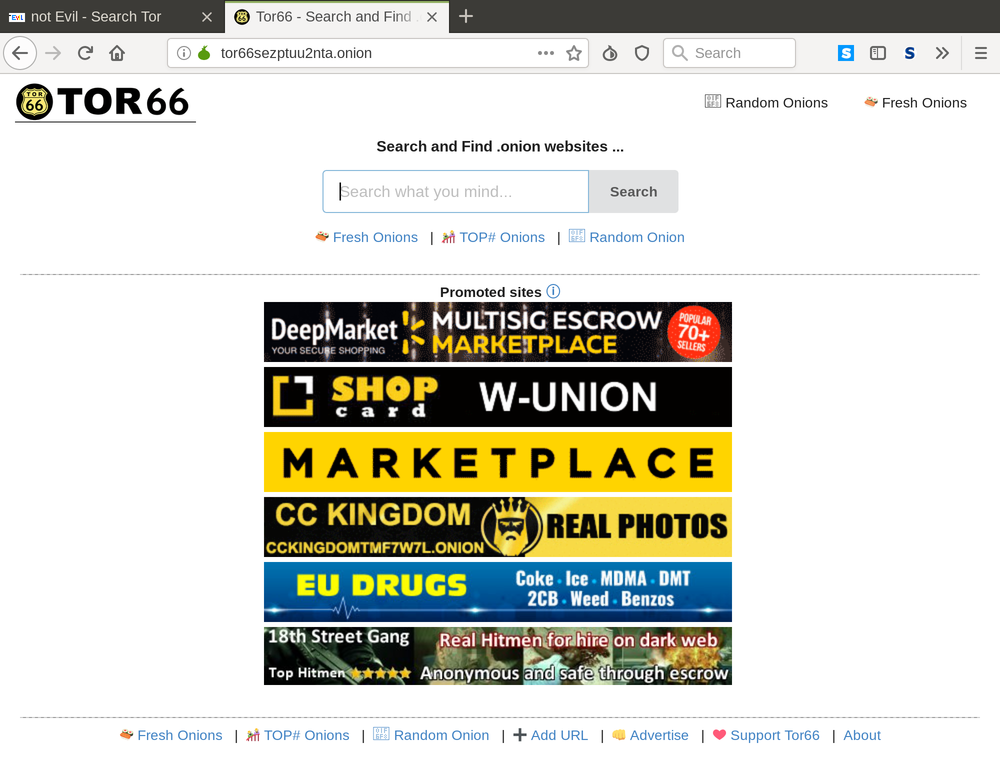 not Evil - Search Tor
Tor66 - Search and Find .
tor66sezptuu2nta.onion
Search
TOR
66
TOR66
Random Onions
Fresh Onions
Search and Find .onion websites ...
Search what you mind...
Search
Fresh Onions | TOP# Onions | Random Onion
Promoted sites
DeepMarket
YOUR SECURE SHOPPING
MULTISIG ESCROW
MARKETPLACE
POPULAR
70+
SELLERS
SHOP
card
W-UNION
MARKETPLACE
CC KINGDOM
CCKINGDOMTMF7W7L.ONION
REAL PHOTOS
EU DRUGS
Coke · Ice · MDMA · DMT
2CB · Weed · Benzos
18th Street Gang
Top Hitmen
Real Hitmen for hire on dark web
Anonymous and safe through escrow
Fresh Onions | TOP# Onions | Random Onion | Add URL | Advertise | Support Tor66 | About